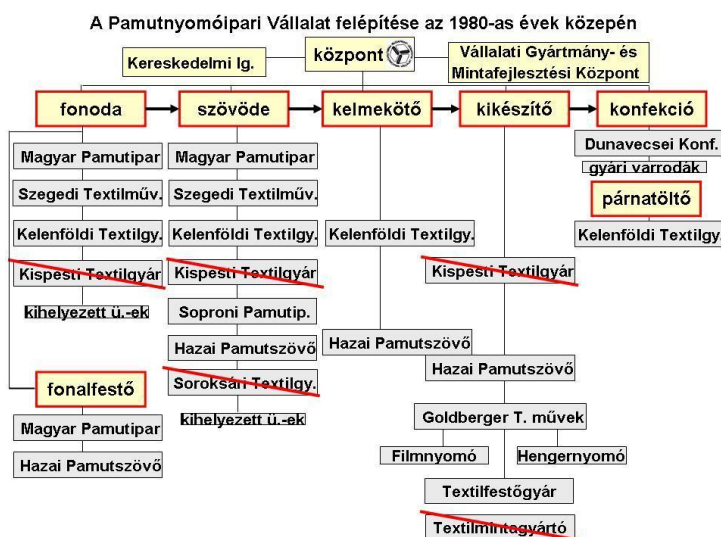 A Pamutnyomóipari Vállalat felépítése az 1980-as évek közepén
Kereskedelmi Ig.
központ
Vállalati Gyártmány- és
Mintafejlesztési Központ
fonoda
szövöde
kelmekötő
kikészítő
konfekció
Magyar Pamutipar
Szegedi Textilműv.
Kelenföldi Textilgy.
Kispesti Textilgyár
kihelyezett ü.-ek
fonalfestő
Magyar Pamutipar
Hazai Pamutszövő
Magyar Pamutipar
Szegedi Textilműv.
Kelenföldi Textilgy.
Kispesti Textilgyár
Soproni Pamutip.
Hazai Pamutszövő
Soroksári Textilgy.
kihelyezett ü.-ek
Kelenföldi Textilgy.
Hazai Pamutszövő
Kispesti Textilgyár
Hazai Pamutszövő
Goldberger T. művek
Filmnyomó
Hengernyomó
Textilfestőgyár
Textilmintagyártó
Dunavecsei Konf.
gyári varrodák
párnatöltő
Kelenföldi Textilgy.